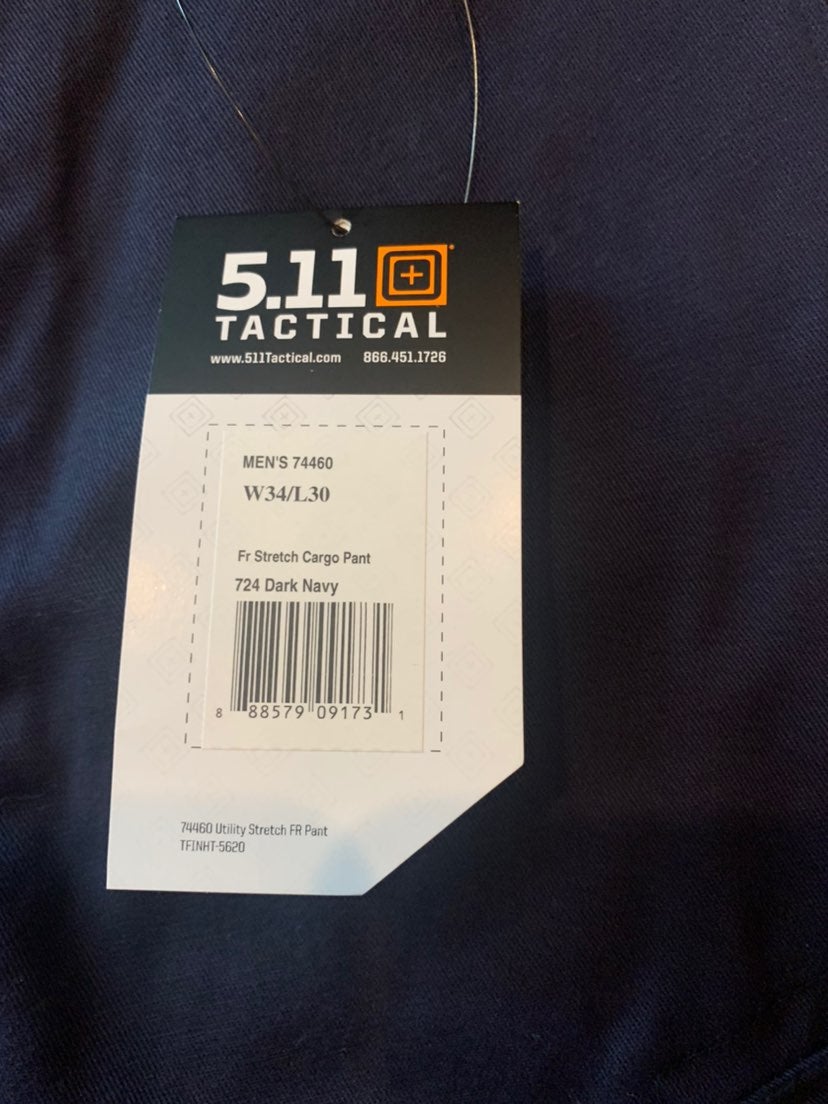 5.11
TACTICAL
www.511Tactical.com 866.451.1726
MEN'S 74460
W34/L30
Fr Stretch Cargo Pant
724 Dark Navy
8 88579 09173 1
74460 Utility Stretch FR Pant
TFINHT-5620